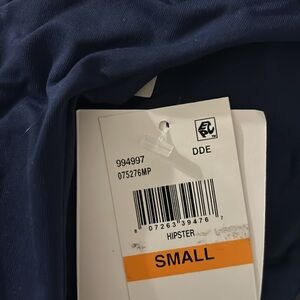 994997
DDE
075276MP
8 07263 39476 7
HIPSTER
SMALL